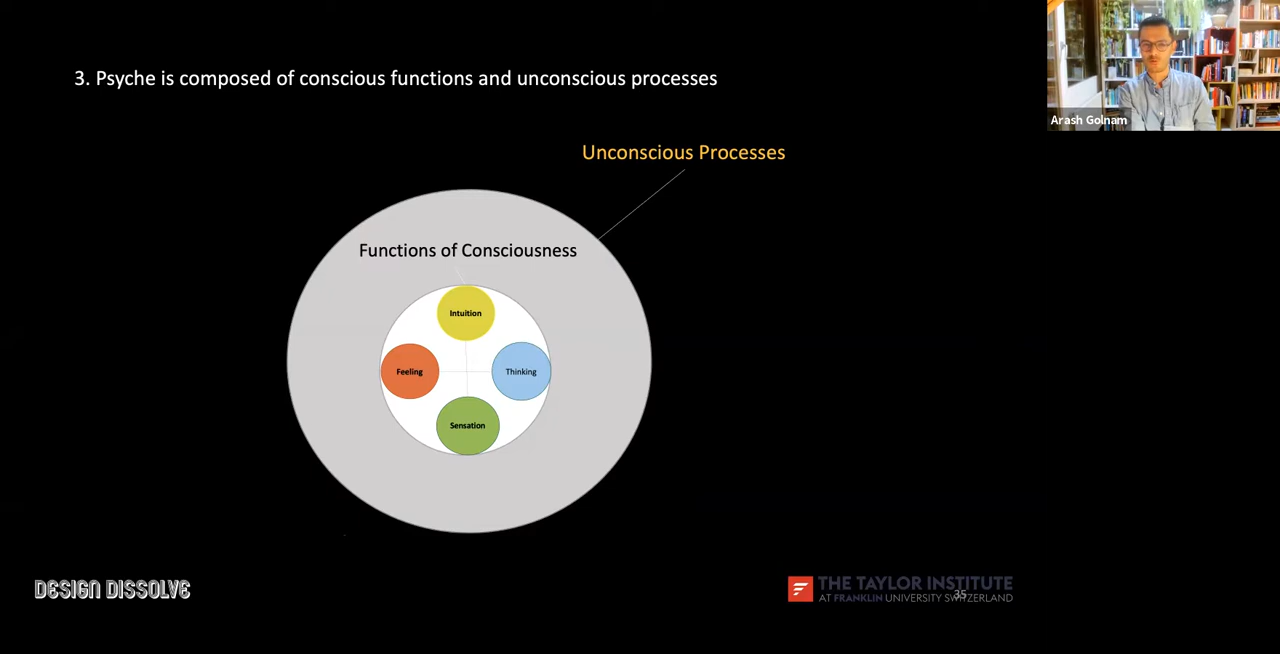 3. Psyche is composed of conscious functions and unconscious processes
Arash Golnam
Unconscious Processes
Functions of Consciousness
Intuition
Feeling
Thinking
Sensation
DESIGN DISSOLVE
THE TAYLOR INSTITUTE
AT FRANKLIN UNIVERSITY SWITZERLAND
35